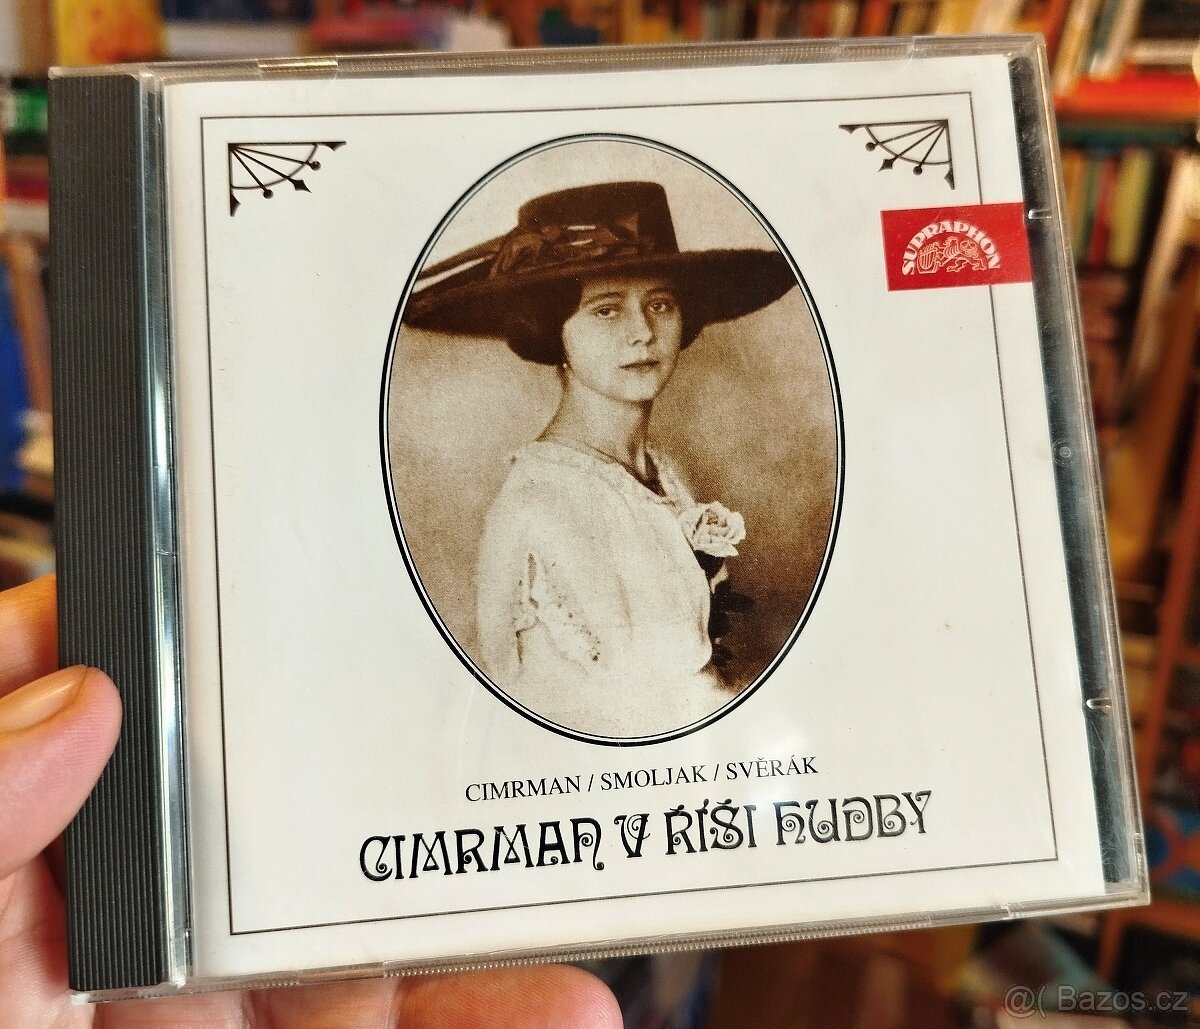 SUPRAPHON
CIMRMAN / SMOLJAK / SVĚRÁK
CIMRMAN V ŘÍŠI HUDBY
@( Bazos.cz